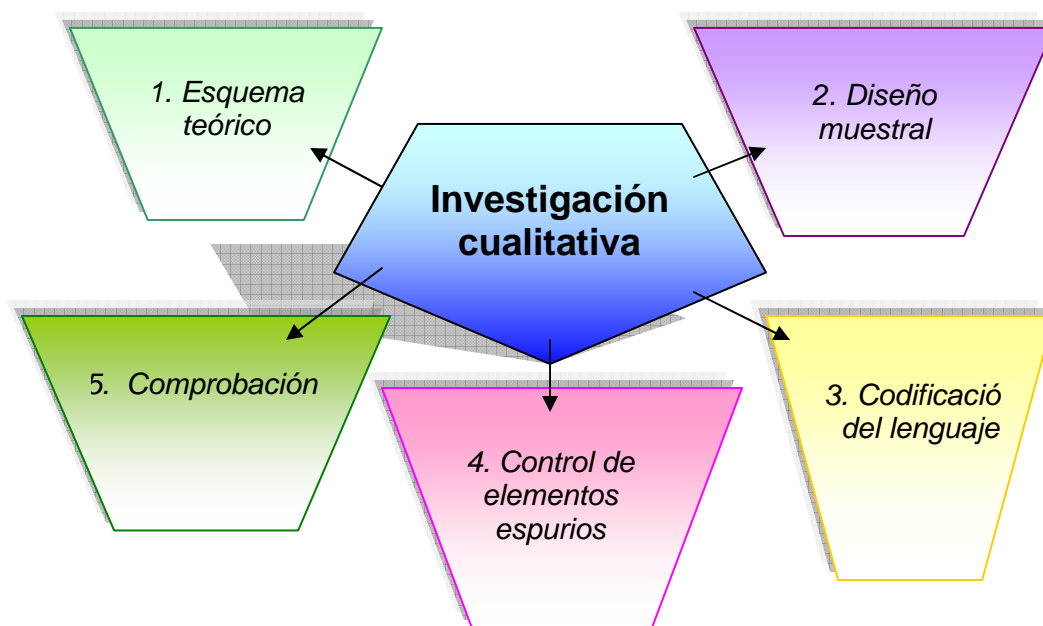 1. Esquema
teórico
2. Diseño
muestral
Investigación
cualitativa
3. Codificació
del lenguaje
4. Control de
elementos
espurios
5. Comprobación